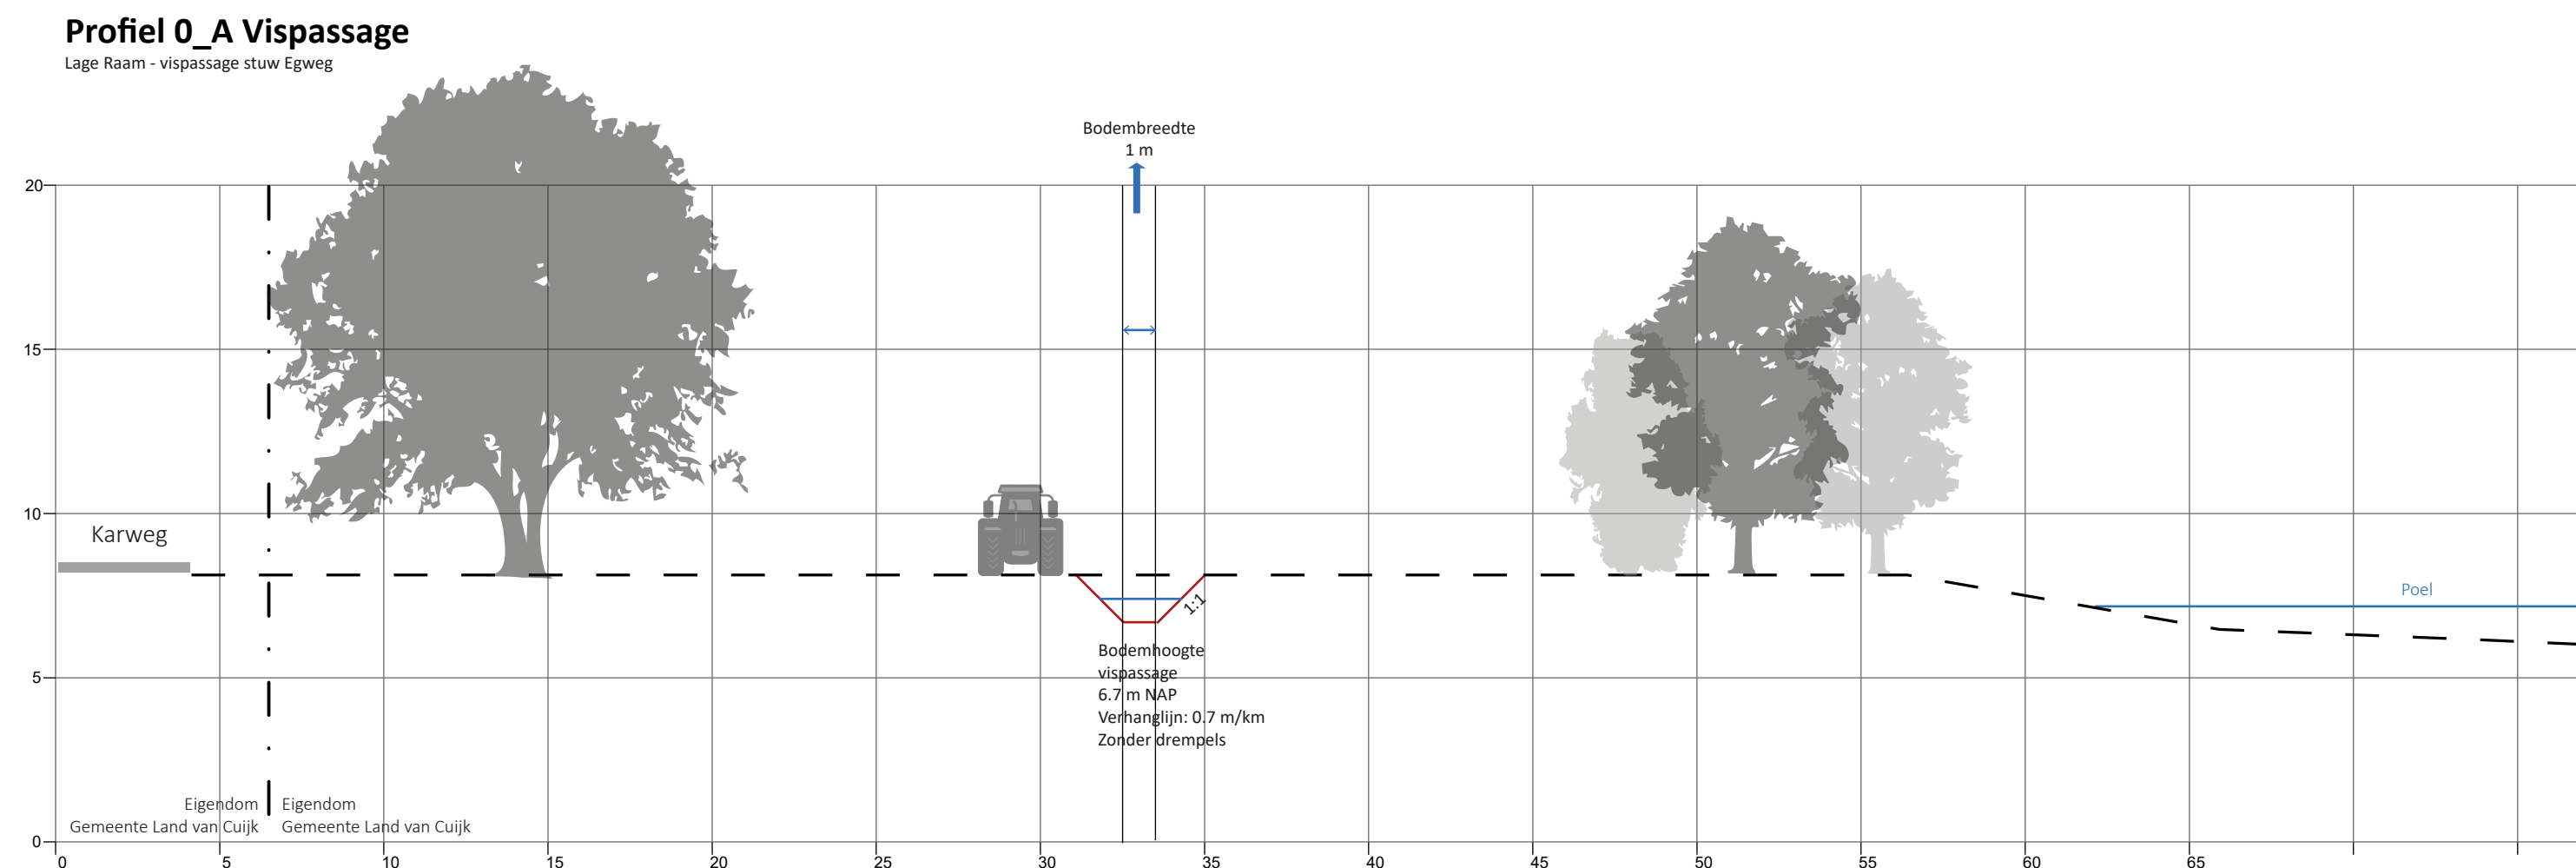 Profiel 0_A Vispassage
Lage Raam - vispassage stuw Egweg
Bodembreedte
1 m
20
15
10
Karweg
1:1
Poel
Bodemhoogte
vispassage
6.7 m NAP
Verhanglijn: 0.7 m/km
Zonder drempels
5
Eigendom
Gemeente Land van Cuijk
Eigendom
Gemeente Land van Cuijk
0
0 5 10 15 20 25 30 35 40 45 50 55 60 65